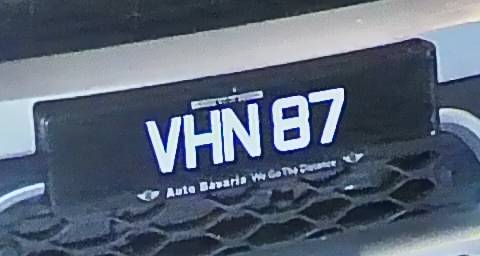 VHN 87
Auto Bavaria We Go The Distance